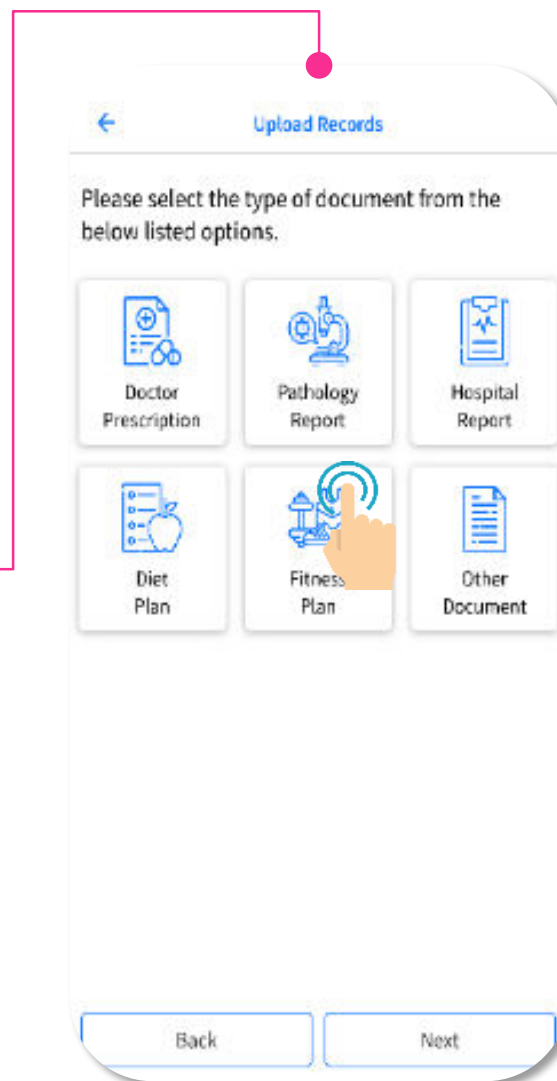 Upload Records
Please select the type of document from the
below listed options.
Doctor
Prescription
Pathology
Report
Hospital
Report
Diet
Plan
Fitness
Plan
Other
Document
Back
Next